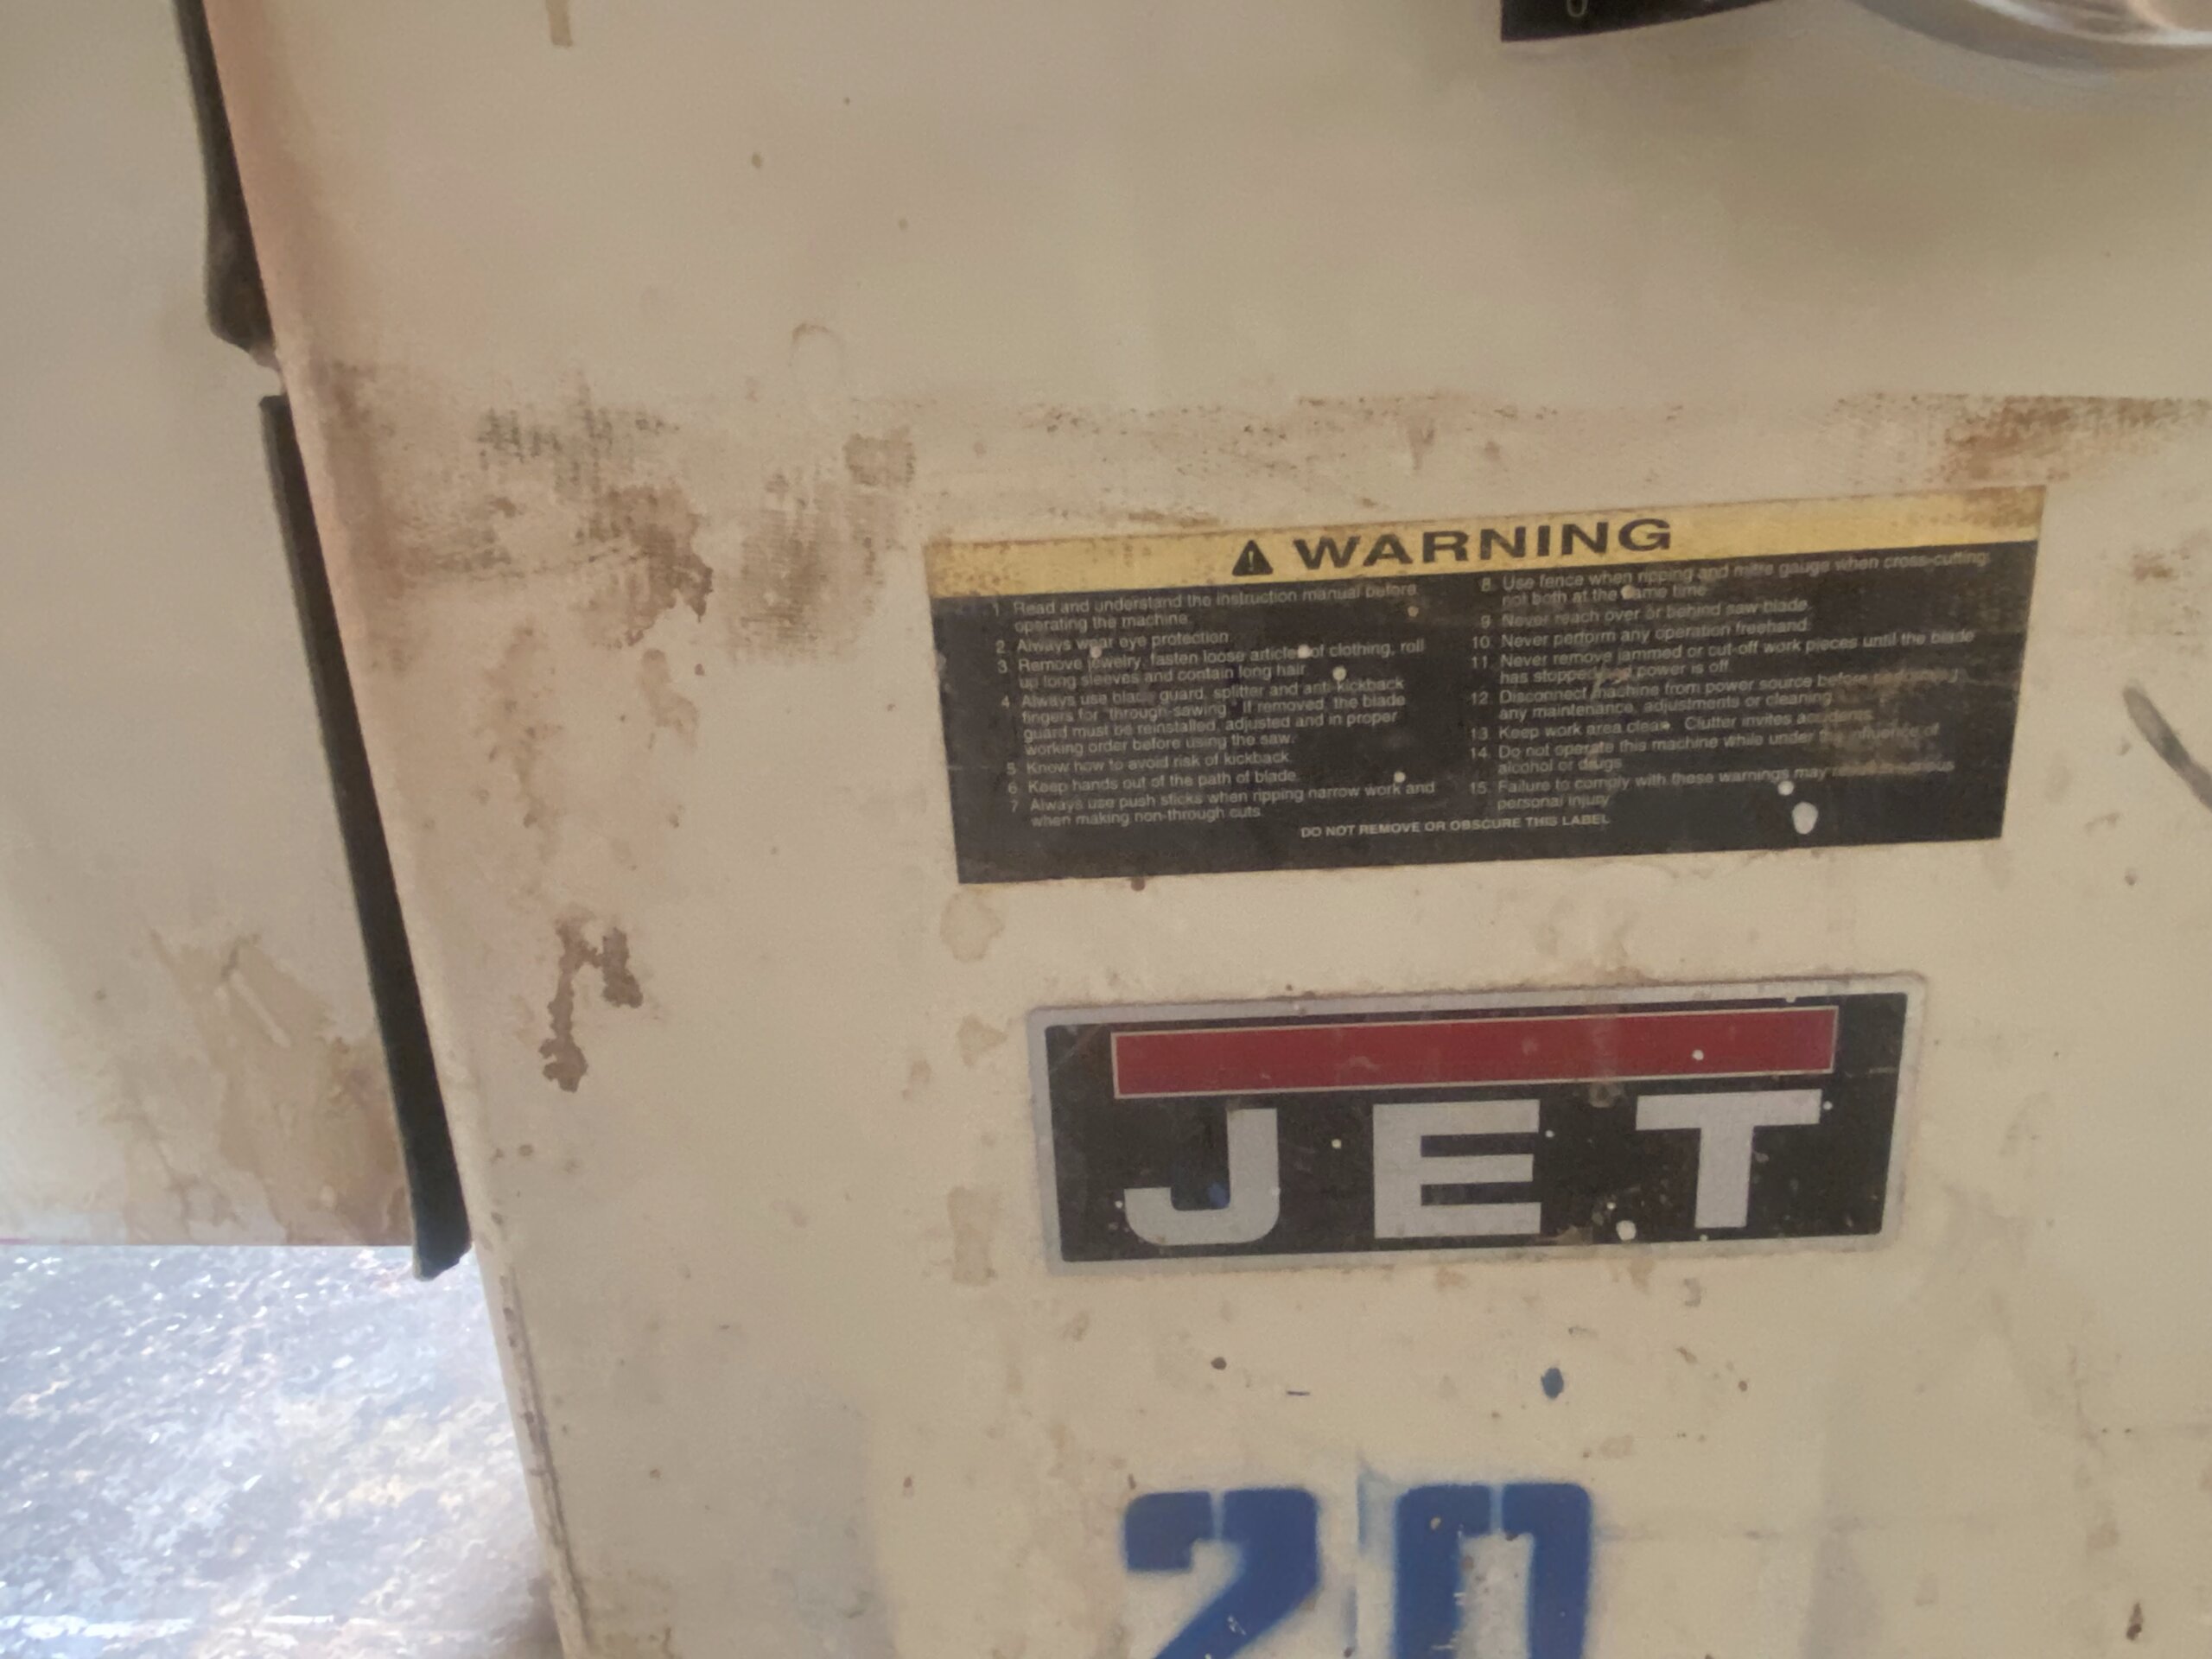 WARNING
1. Read and understand the instruction manual before
operating the machine.
2. Always wear eye protection.
3. Remove jewelry, fasten loose articles of clothing, roll
up long sleeves and contain long hair.
4. Always use blade guard, splitter and anti-kickback
fingers for "through-sawing." If removed, the blade
guard must be reinstalled, adjusted and in proper
working order before using the saw.
5. Know how to avoid risk of kickback.
6. Keep hands out of the path of blade.
7. Always use push sticks when ripping narrow work and
when making non-through cuts.
8. Use fence when ripping and mitre gauge when cross-cutting;
not both at the same time.
9. Never reach over or behind saw blade.
10. Never perform any operation freehand.
11. Never remove jammed or cut-off work pieces until the blade
has stopped and power is off.
12. Disconnect machine from power source before performing
any maintenance, adjustments or cleaning.
13. Keep work area clean. Clutter invites accidents.
14. Do not operate this machine while under the influence of
alcohol or drugs.
15. Failure to comply with these warnings may result in serious
personal injury.
DO NOT REMOVE OR OBSCURE THIS LABEL
JET
20